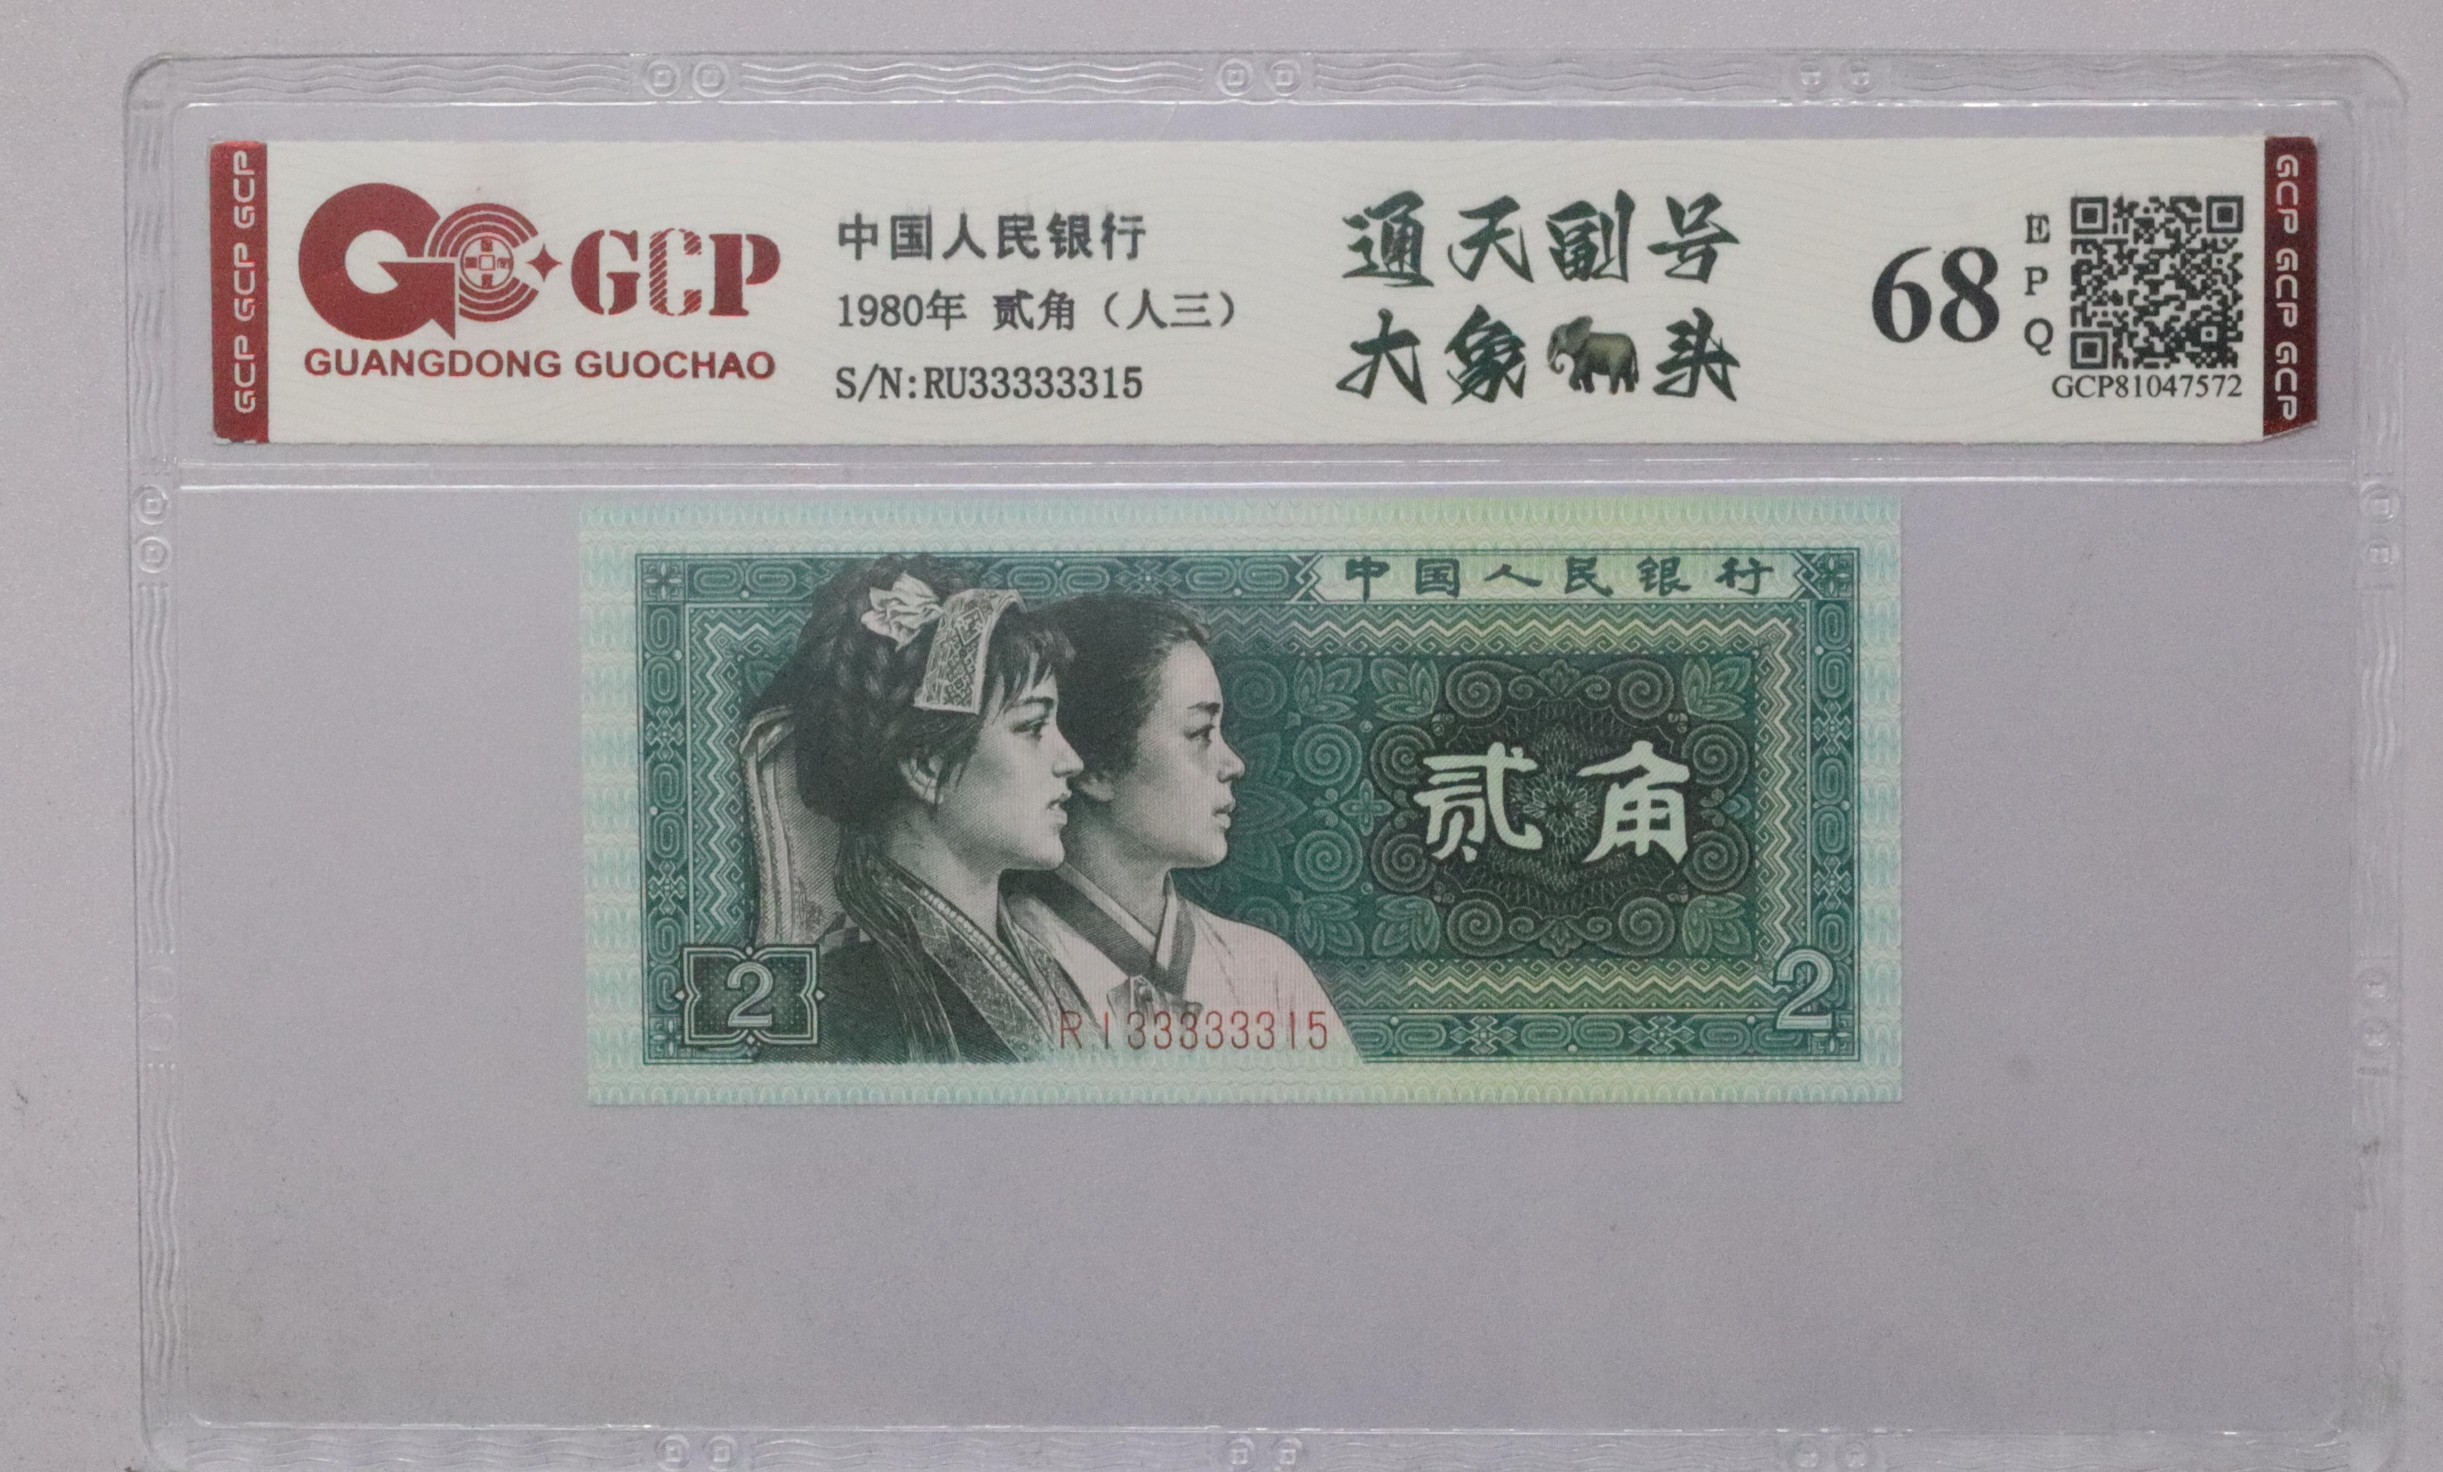 GCP GCP GCP
GCP
GUANGDONG GUOCHAO
中国人民银行
1980年 贰角（人三）
S/N:RU33333315
通天副号
大象头
68
EPQ
GCP81047572
GCP GCP GCP
中国人民银行
贰角
2
RI33333315
2